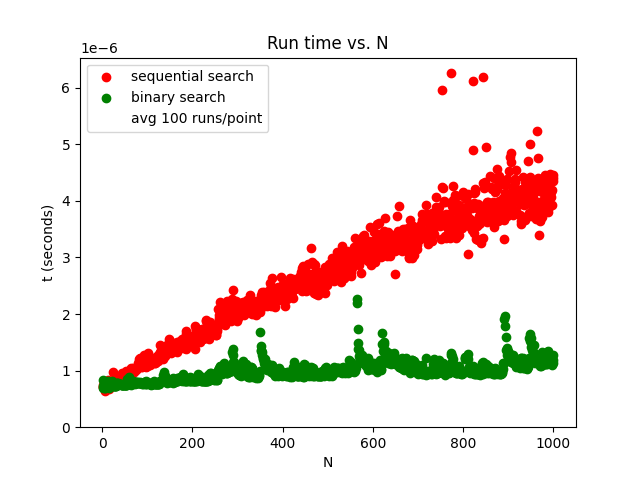 Run time vs. N
1e−6
sequential search
binary search
avg 100 runs/point
6
5
4
3
2
1
0
t (seconds)
0 200 400 600 800 1000
N